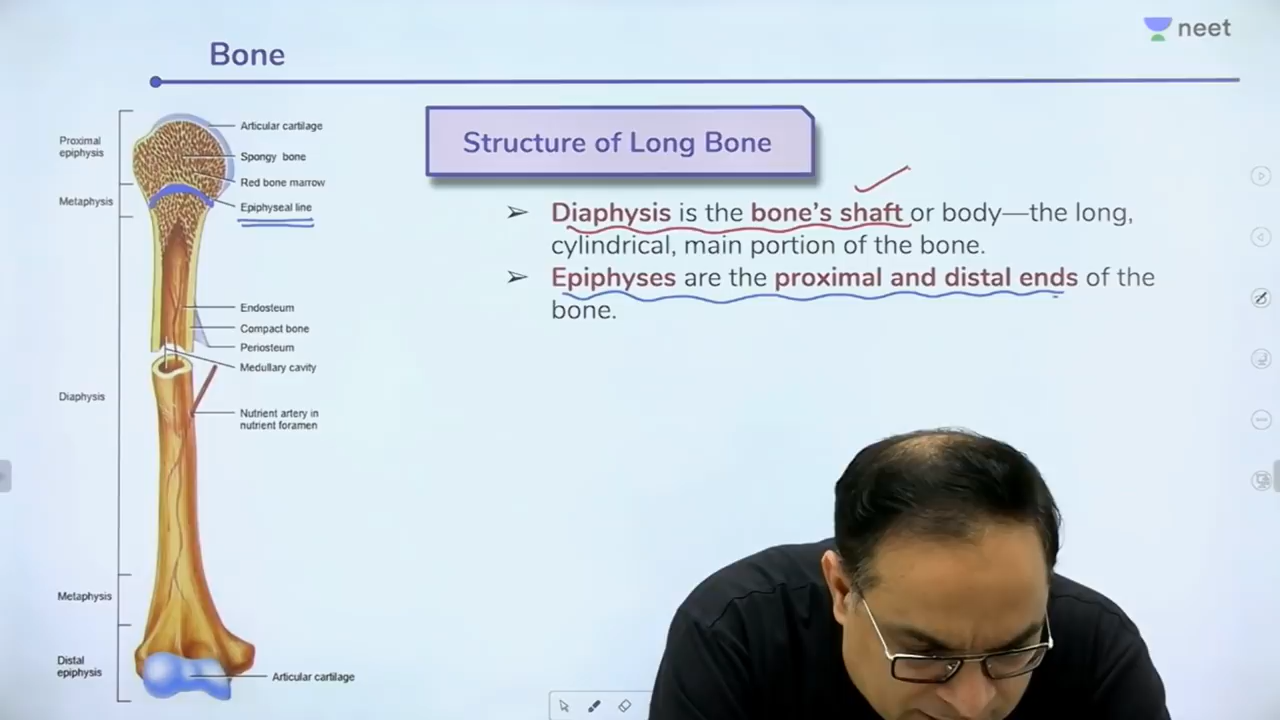 neet
Bone
Structure of Long Bone
➢ Diaphysis is the bone's shaft or body—the long,
cylindrical, main portion of the bone.
➢ Epiphyses are the proximal and distal ends of the
bone.
Proximal
epiphysis
Metaphysis
Diaphysis
Metaphysis
Distal
epiphysis
Articular cartilage
Spongy bone
Red bone marrow
Epiphyseal line
Endosteum
Compact bone
Periosteum
Medullary cavity
Nutrient artery in
nutrient foramen
Articular cartilage